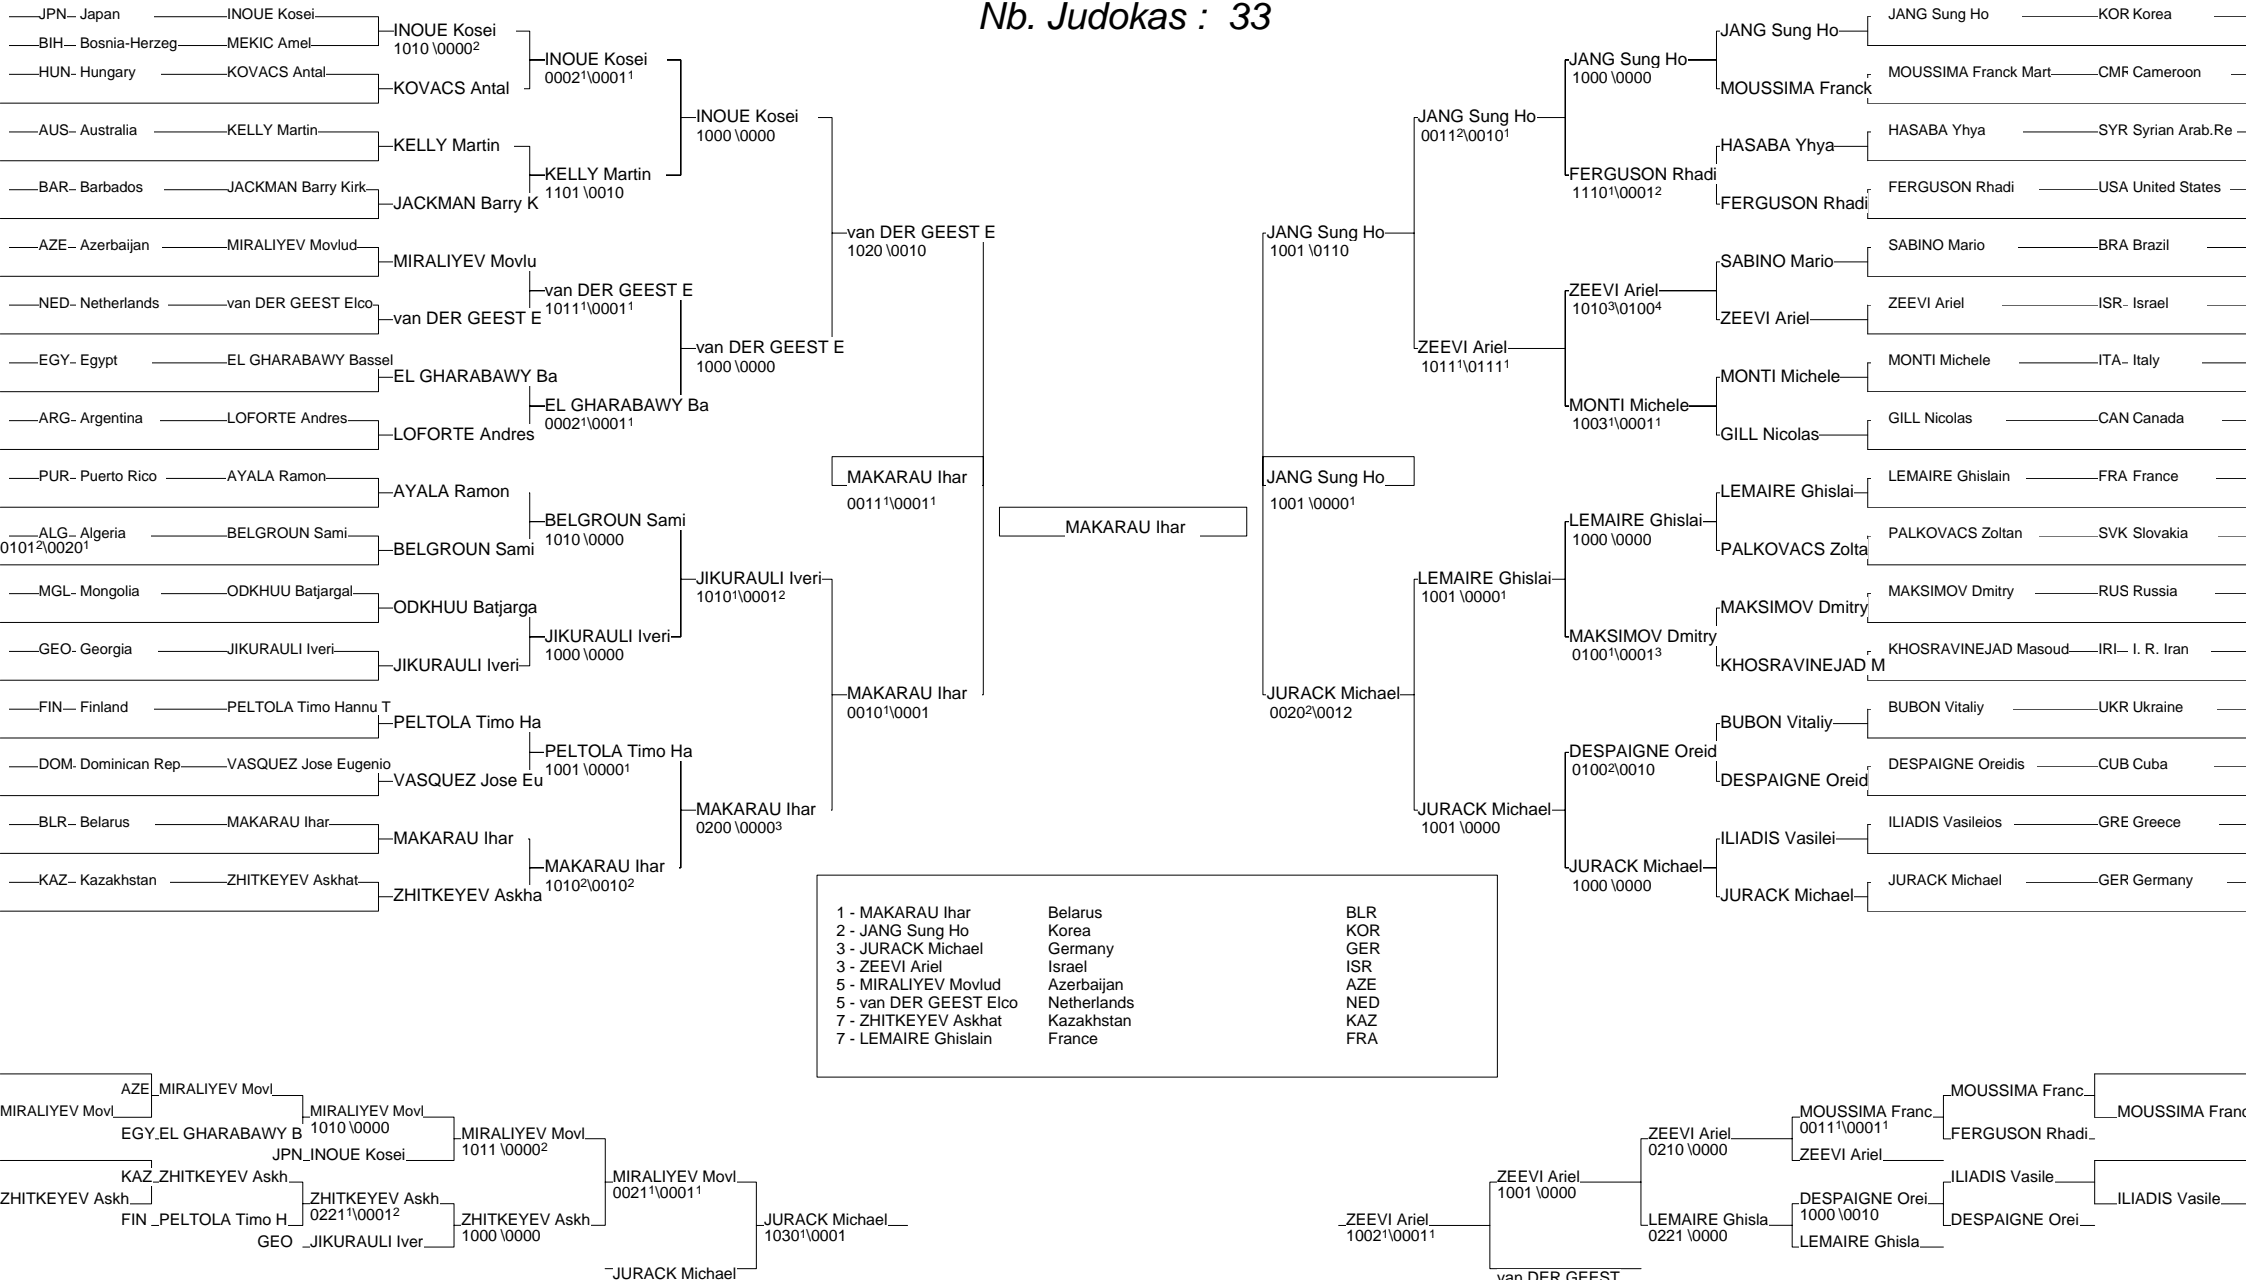 Nb. Judokas : 33
JPN Japan INOUE Kosei
BIH Bosnia-Herzeg MEKIC Amel
HUN Hungary KOVACS Antal
AUS Australia KELLY Martin
BAR Barbados JACKMAN Barry Kirk
AZE Azerbaijan MIRALIYEV Movlud
NED Netherlands van DER GEEST Elco
EGY Egypt EL GHARABAWY Bassel
ARG Argentina LOFORTE Andres
PUR Puerto Rico AYALA Ramon
ALG Algeria BELGROUN Sami
0101²\0020¹
MGL Mongolia ODKHUU Batjargal
GEO Georgia JIKURAULI Iveri
FIN Finland PELTOLA Timo Hannu T
DOM Dominican Rep VASQUEZ Jose Eugenio
BLR Belarus MAKARAU Ihar
KAZ Kazakhstan ZHITKEYEV Askhat
INOUE Kosei
1010 \0000²
KOVACS Antal
KELLY Martin
JACKMAN Barry K
MIRALIYEV Movlu
van DER GEEST E
EL GHARABAWY Ba
LOFORTE Andres
AYALA Ramon
BELGROUN Sami
ODKHUU Batjarga
JIKURAULI Iveri
PELTOLA Timo Ha
VASQUEZ Jose Eu
MAKARAU Ihar
ZHITKEYEV Askha
INOUE Kosei
0002¹\0001¹
KELLY Martin
1101 \0010
van DER GEEST E
1011¹\0001¹
EL GHARABAWY Ba
0002¹\0001¹
BELGROUN Sami
1010 \0000
JIKURAULI Iveri
1000 \0000
PELTOLA Timo Ha
1001 \0000¹
MAKARAU Ihar
1010²\0010²
INOUE Kosei
1000 \0000
van DER GEEST E
1000 \0000
JIKURAULI Iveri
1010¹\0001²
MAKARAU Ihar
0200 \0000³
van DER GEEST E
1020 \0010
MAKARAU Ihar
0010¹\0001
MAKARAU Ihar
0011¹\0001¹
MAKARAU Ihar
JANG Sung Ho
1001 \0000¹
JANG Sung Ho
1001 \0110
JURACK Michael
0020²\0012
JANG Sung Ho
0011²\0010¹
ZEEVI Ariel
1011¹\0111¹
LEMAIRE Ghislai
1001 \0000¹
JURACK Michael
1001 \0000
JANG Sung Ho
1000 \0000
FERGUSON Rhadi
1110¹\0001²
ZEEVI Ariel
1010³\0100⁴
MONTI Michele
1003¹\0001¹
LEMAIRE Ghislai
1000 \0000
MAKSIMOV Dmitry
0100¹\0001³
DESPAIGNE Oreid
0100²\0010
JURACK Michael
1000 \0000
JANG Sung Ho
MOUSSIMA Franck
HASABA Yhya
FERGUSON Rhadi
SABINO Mario
ZEEVI Ariel
MONTI Michele
GILL Nicolas
LEMAIRE Ghislai
PALKOVACS Zolta
MAKSIMOV Dmitry
KHOSRAVINEJAD M
BUBON Vitaliy
DESPAIGNE Oreid
ILIADIS Vasilei
JURACK Michael
JANG Sung Ho KOR Korea
MOUSSIMA Franck Mart CMR Cameroon
HASABA Yhya SYR Syrian Arab.Re
FERGUSON Rhadi USA United States
SABINO Mario BRA Brazil
ZEEVI Ariel ISR Israel
MONTI Michele ITA Italy
GILL Nicolas CAN Canada
LEMAIRE Ghislain FRA France
PALKOVACS Zoltan SVK Slovakia
MAKSIMOV Dmitry RUS Russia
KHOSRAVINEJAD Masoud IRI I. R. Iran
BUBON Vitaliy UKR Ukraine
DESPAIGNE Oreidis CUB Cuba
ILIADIS Vasileios GRE Greece
JURACK Michael GER Germany
1 - MAKARAU Ihar Belarus BLR
2 - JANG Sung Ho Korea KOR
3 - JURACK Michael Germany GER
3 - ZEEVI Ariel Israel ISR
5 - MIRALIYEV Movlud Azerbaijan AZE
5 - van DER GEEST Elco Netherlands NED
7 - ZHITKEYEV Askhat Kazakhstan KAZ
7 - LEMAIRE Ghislain France FRA
MIRALIYEV Movl
ZHITKEYEV Askh
AZE MIRALIYEV Movl
EGY EL GHARABAWY B
KAZ ZHITKEYEV Askh
FIN PELTOLA Timo H
MIRALIYEV Movl
1010 \0000
JPN INOUE Kosei
ZHITKEYEV Askh
0221¹\0001²
GEO JIKURAULI Iver
MIRALIYEV Movl
1011 \0000²
ZHITKEYEV Askh
1000 \0000
MIRALIYEV Movl
0021¹\0001¹
JURACK Michael
JURACK Michael
1030¹\0001
ZEEVI Ariel
1002¹\0001¹
ZEEVI Ariel
1001 \0000
van DER GEEST
ZEEVI Ariel
0210 \0000
LEMAIRE Ghisla
0221 \0000
MOUSSIMA Franc
0011¹\0001¹
ZEEVI Ariel
DESPAIGNE Orei
1000 \0010
LEMAIRE Ghisla
MOUSSIMA Franc
FERGUSON Rhadi
ILIADIS Vasile
DESPAIGNE Orei
MOUSSIMA Franc
ILIADIS Vasile